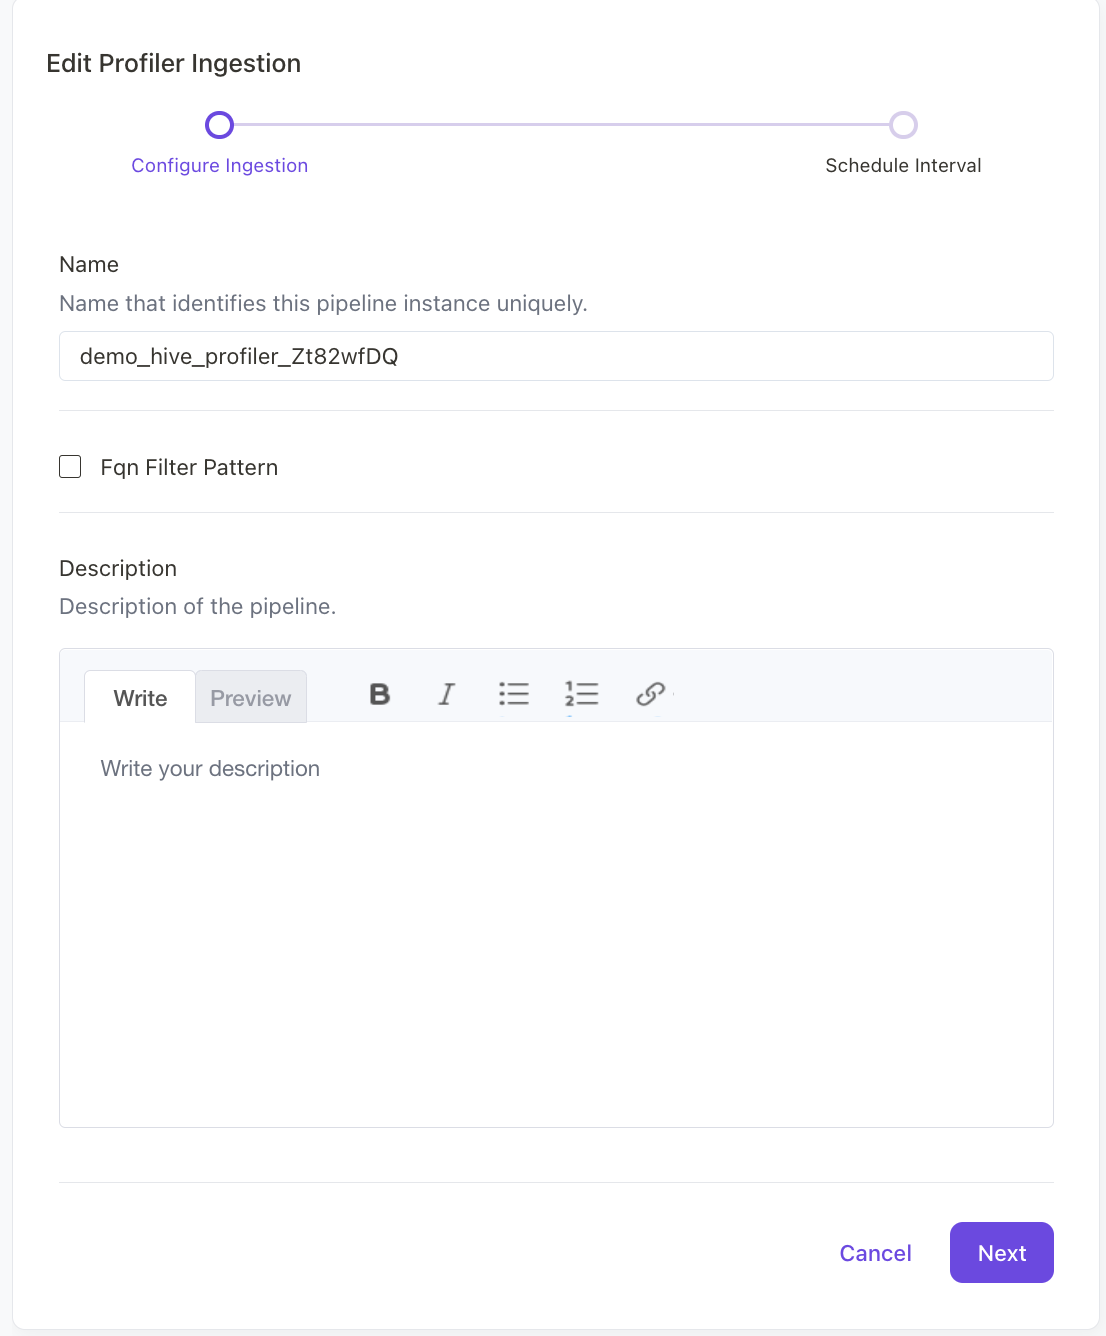 Edit Profiler Ingestion
Configure Ingestion
Schedule Interval
Name
Name that identifies this pipeline instance uniquely.
demo_hive_profiler_Zt82wfDQ
Fqn Filter Pattern
Description
Description of the pipeline.
Write Preview B I
Write your description
Cancel Next